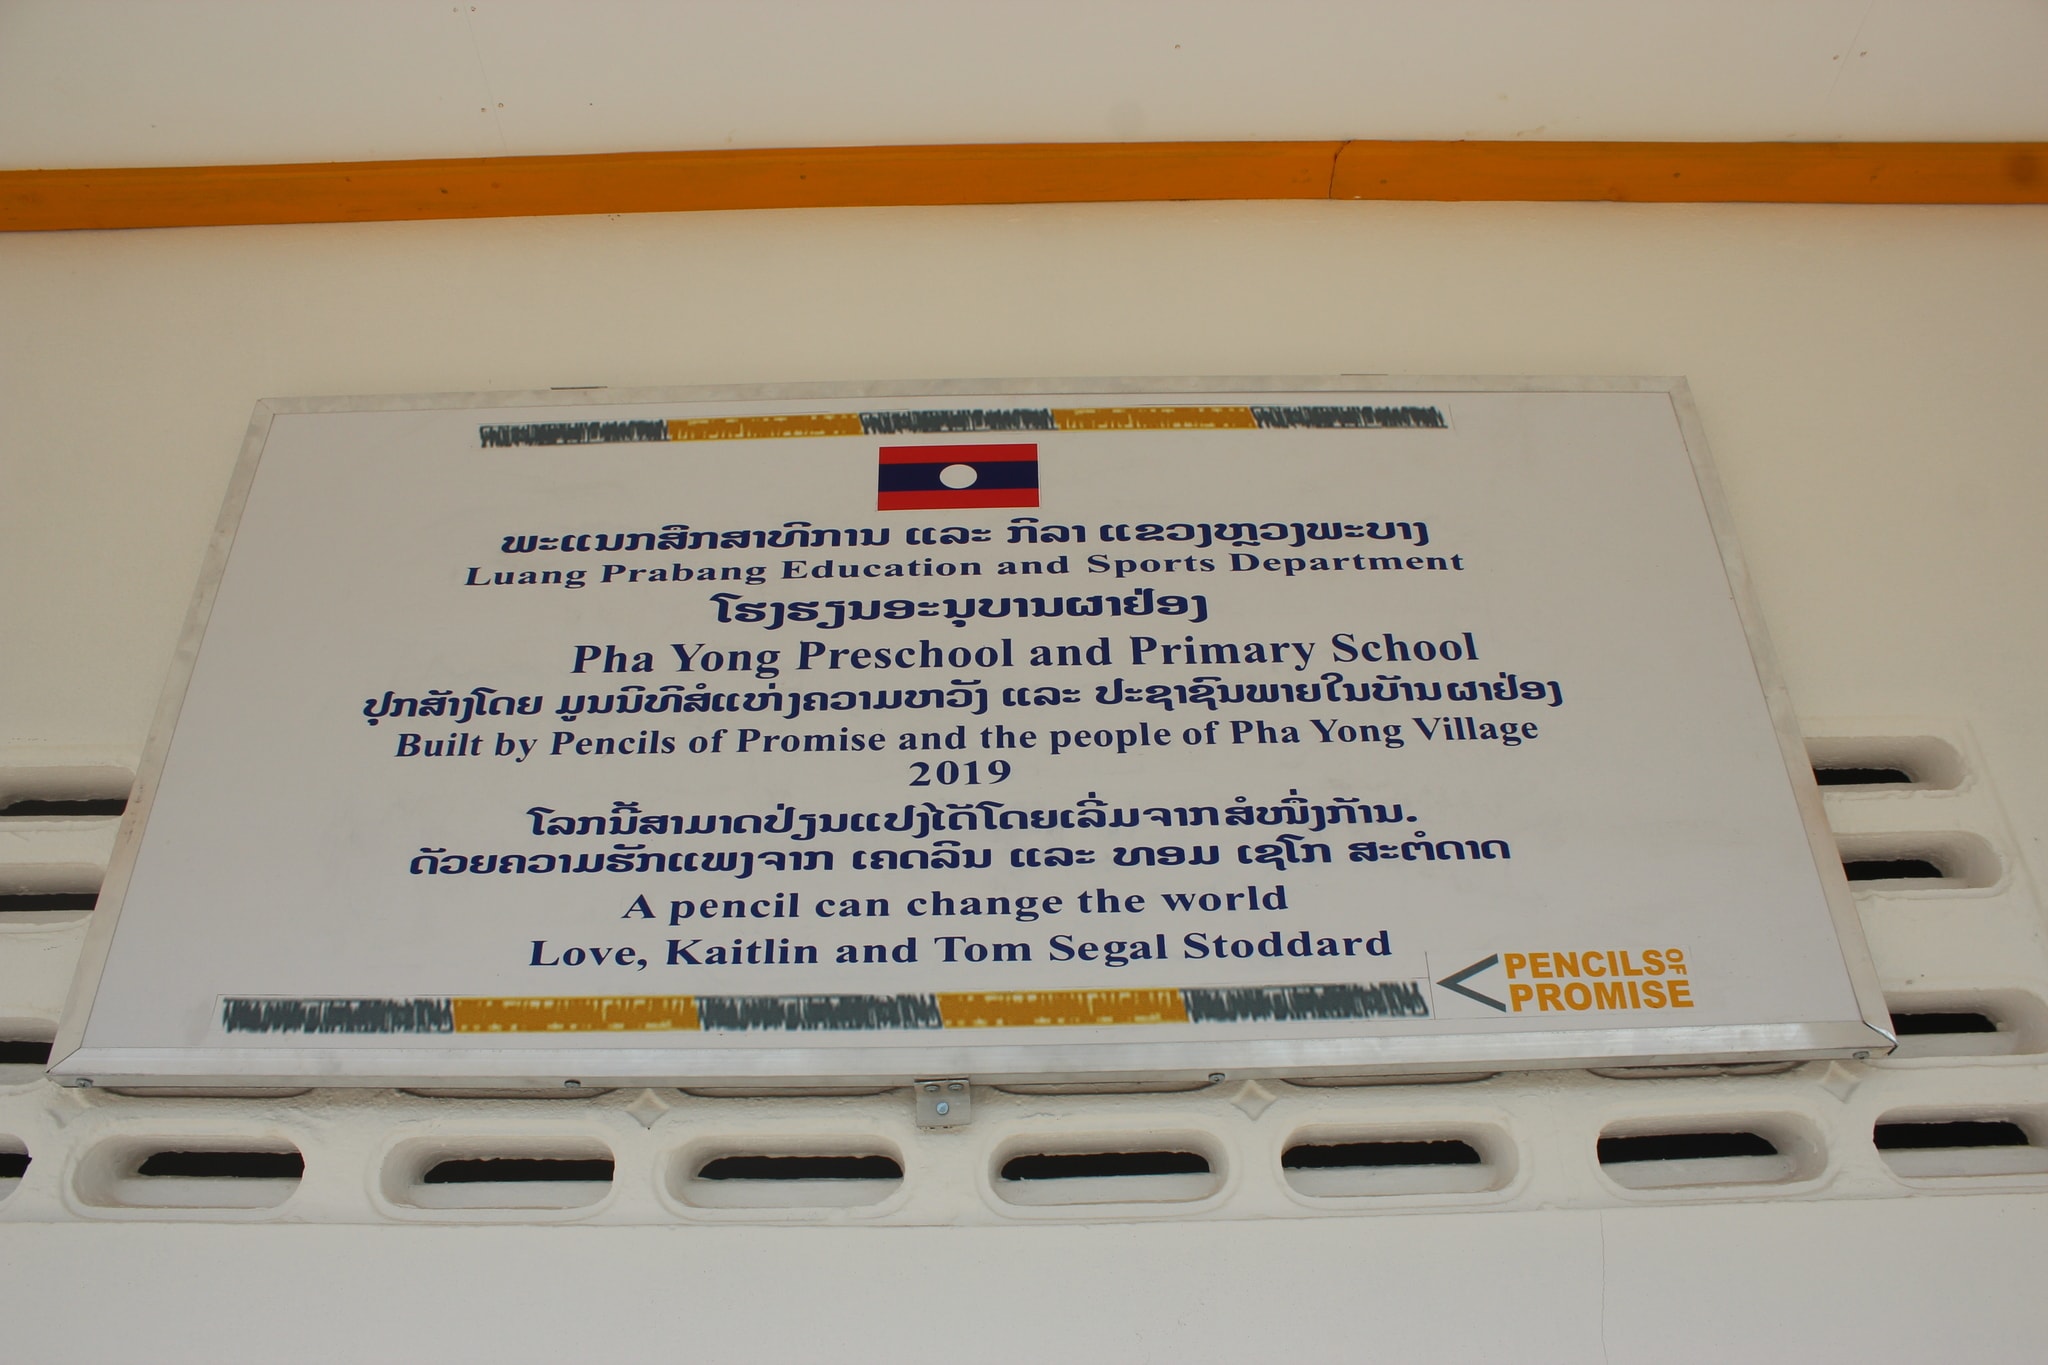 ພະແນກສຶກສາທິການ ແລະ ກິລາ ແຂວງຫຼວງພະບາງ
Luang Prabang Education and Sports Department
ໂຮງຮຽນອະນຸບານຜາຢ່ອງ
Pha Yong Preschool and Primary School
ປຸກສ້າງໂດຍ ມູນນິທິສໍແຫ່ງຄວາມຫວັງ ແລະ ປະຊາຊົນພາຍໃນບ້ານຜາຢ່ອງ
Built by Pencils of Promise and the people of Pha Yong Village
2019
ໂລກນີ້ສາມາດປ່ຽນແປງໄດ້ໂດຍເລີ່ມຈາກສໍໜຶ່ງກ້ານ.
ດ້ວຍຄວາມຮັກແພງຈາກ ເຄດລິນ ແລະ ທອມ ເຊໂກ ສະຕໍດາດ
A pencil can change the world
Love, Kaitlin and Tom Segal Stoddard
PENCILS OF
PROMISE